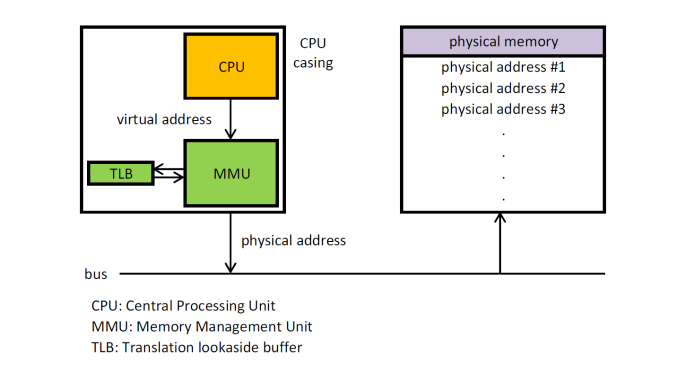 CPU
casing
CPU
virtual address
TLB
MMU
physical address
bus
physical memory
physical address #1
physical address #2
physical address #3
.
.
.
.
CPU: Central Processing Unit
MMU: Memory Management Unit
TLB: Translation lookaside buffer